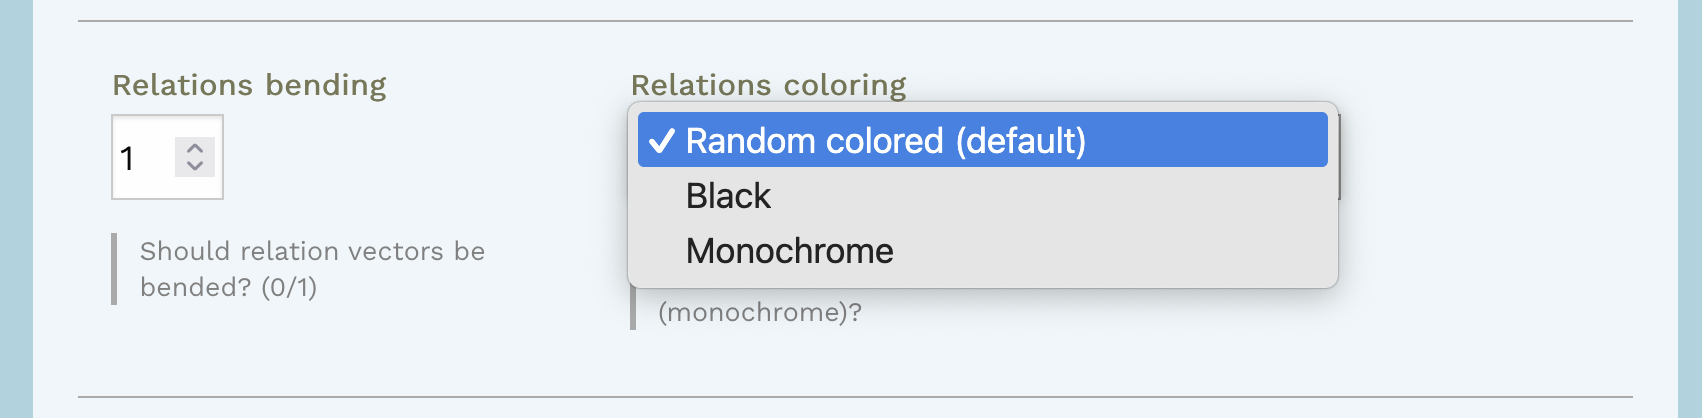 Relations bending
1
Should relation vectors be
bended? (0/1)
Relations coloring
Random colored (default)
Black
Monochrome
(monochrome)?